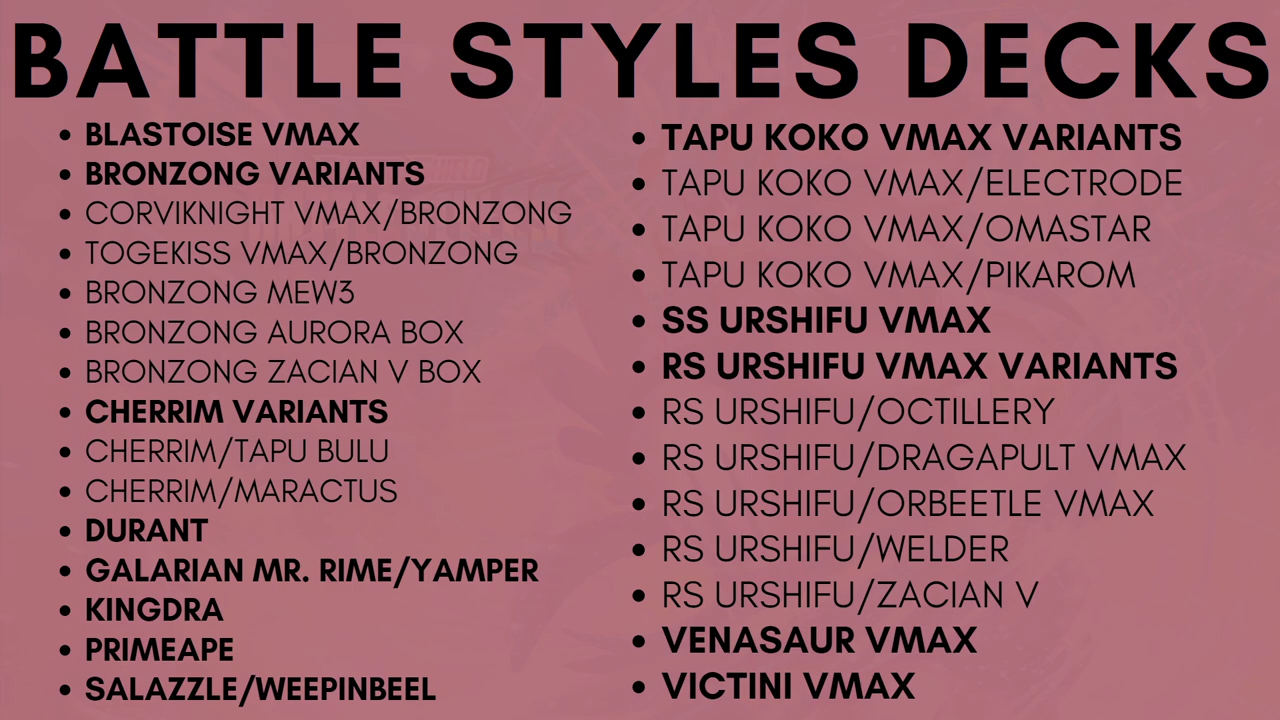 BATTLE STYLES DECKS
• BLASTOISE VMAX
• BRONZONG VARIANTS
• CORVIKNIGHT VMAX/BRONZONG
• TOGEKISS VMAX/BRONZONG
• BRONZONG MEW3
• BRONZONG AURORA BOX
• BRONZONG ZACIAN V BOX
• CHERRIM VARIANTS
• CHERRIM/TAPU BULU
• CHERRIM/MARACTUS
• DURANT
• GALARIAN MR. RIME/YAMPER
• KINGDRA
• PRIMEAPE
• SALAZZLE/WEEPINBEEL
• TAPU KOKO VMAX VARIANTS
• TAPU KOKO VMAX/ELECTRODE
• TAPU KOKO VMAX/OMASTAR
• TAPU KOKO VMAX/PIKAROM
• SS URSHIFU VMAX
• RS URSHIFU VMAX VARIANTS
• RS URSHIFU/OCTILLERY
• RS URSHIFU/DRAGAPULT VMAX
• RS URSHIFU/ORBEETLE VMAX
• RS URSHIFU/WELDER
• RS URSHIFU/ZACIAN V
• VENASAUR VMAX
• VICTINI VMAX